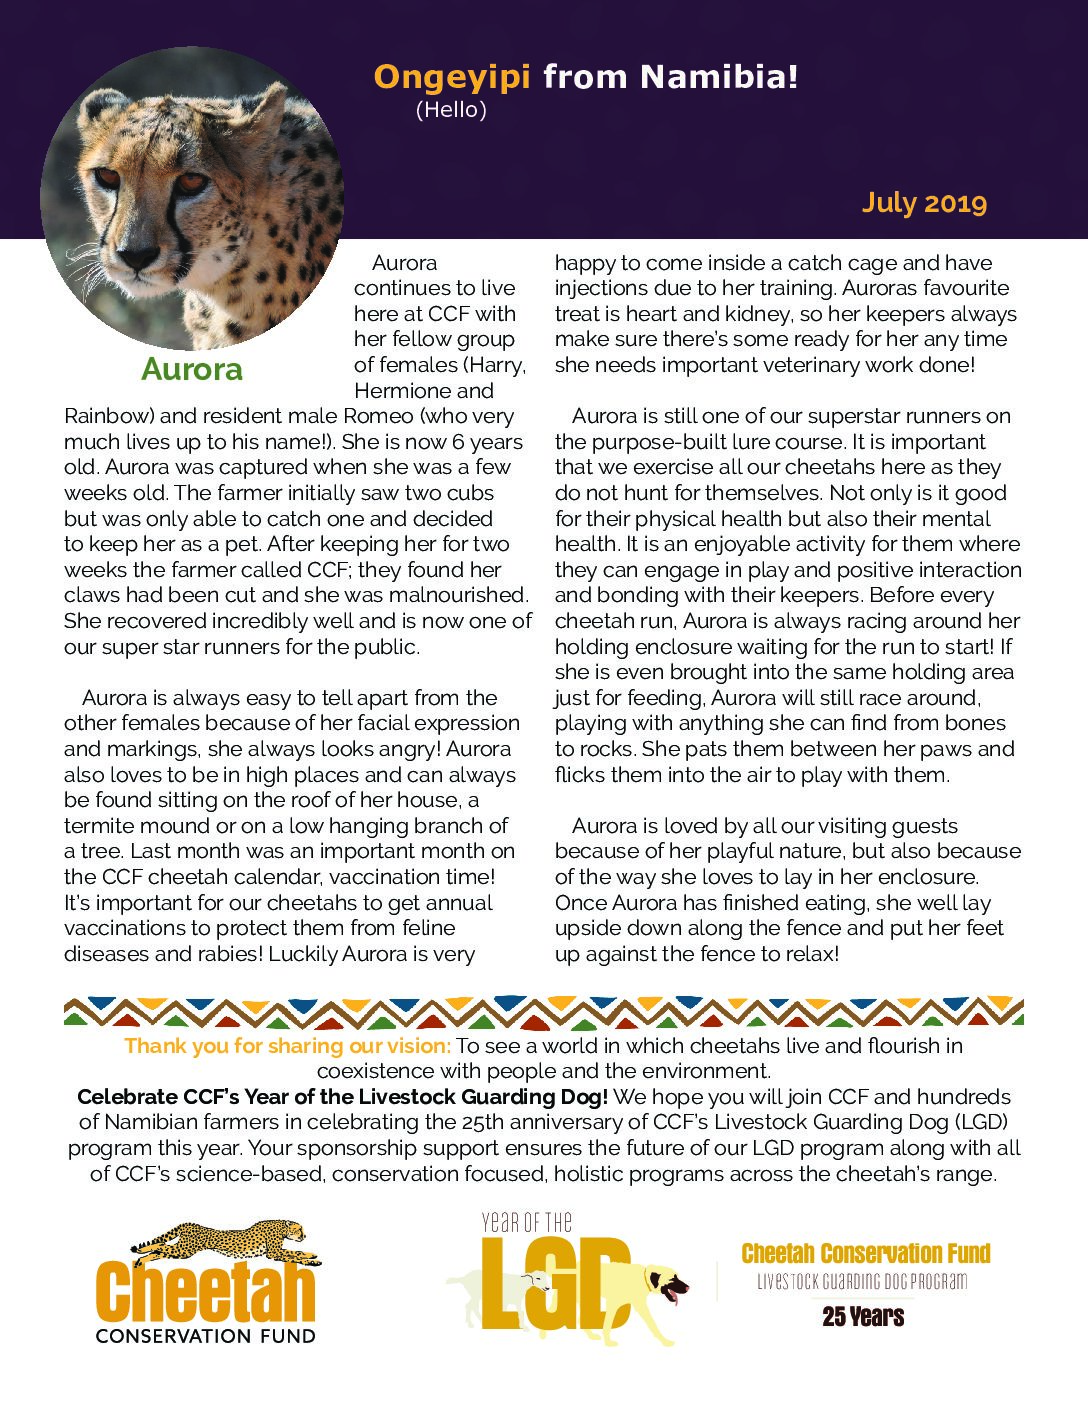 Ongeyipi from Namibia!
(Hello)
July 2019
Aurora
Aurora
continues to live
here at CCF with
her fellow group
of females (Harry,
Hermione and
Rainbow) and resident male Romeo (who very
much lives up to his name!). She is now 6 years
old. Aurora was captured when she was a few
weeks old. The farmer initially saw two cubs
but was only able to catch one and decided
to keep her as a pet. After keeping her for two
weeks the farmer called CCF; they found her
claws had been cut and she was malnourished.
She recovered incredibly well and is now one of
our super star runners for the public.
Aurora is always easy to tell apart from the
other females because of her facial expression
and markings, she always looks angry! Aurora
also loves to be in high places and can always
be found sitting on the roof of her house, a
termite mound or on a low hanging branch of
a tree. Last month was an important month on
the CCF cheetah calendar, vaccination time!
It's important for our cheetahs to get annual
vaccinations to protect them from feline
diseases and rabies! Luckily Aurora is very
happy to come inside a catch cage and have
injections due to her training. Auroras favourite
treat is heart and kidney, so her keepers always
make sure there's some ready for her any time
she needs important veterinary work done!
Aurora is still one of our superstar runners on
the purpose-built lure course. It is important
that we exercise all our cheetahs here as they
do not hunt for themselves. Not only is it good
for their physical health but also their mental
health. It is an enjoyable activity for them where
they can engage in play and positive interaction
and bonding with their keepers. Before every
cheetah run, Aurora is always racing around her
holding enclosure waiting for the run to start! If
she is even brought into the same holding area
just for feeding, Aurora will still race around,
playing with anything she can find from bones
to rocks. She pats them between her paws and
flicks them into the air to play with them.
Aurora is loved by all our visiting guests
because of her playful nature, but also because
of the way she loves to lay in her enclosure.
Once Aurora has finished eating, she well lay
upside down along the fence and put her feet
up against the fence to relax!
Thank you for sharing our vision: To see a world in which cheetahs live and flourish in
coexistence with people and the environment.
Celebrate CCF's Year of the Livestock Guarding Dog! We hope you will join CCF and hundreds
of Namibian farmers in celebrating the 25th anniversary of CCF's Livestock Guarding Dog (LGD)
program this year. Your sponsorship support ensures the future of our LGD program along with all
of CCF's science-based, conservation focused, holistic programs across the cheetah's range.
Cheetah
CONSERVATION FUND
YEAR OF THE
LGD
Cheetah Conservation Fund
LIVESTOCK GUARDING DOG PROGRAM
25 Years